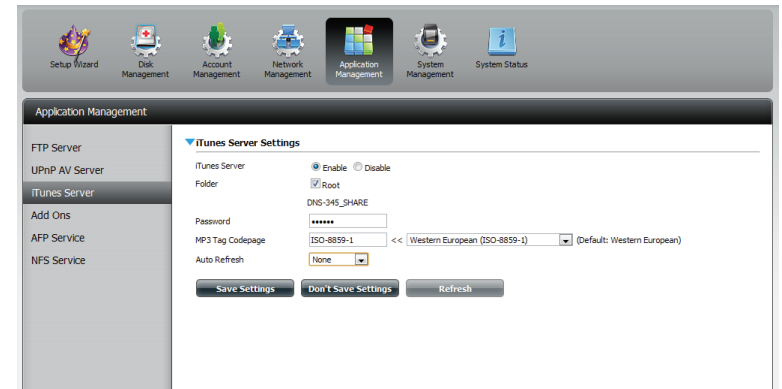 Setup Wizard
Disk Management
Account Management
Network Management
Application Management
System Management
System Status
Application Management
FTP Server
UPnP AV Server
iTunes Server
Add Ons
AFP Service
NFS Service
iTunes Server Settings
iTunes Server Enable Disable
Folder Root
DNS-345_SHARE
Password ••••••
MP3 Tag Codepage ISO-8859-1 << Western European (ISO-8859-1) (Default: Western European)
Auto Refresh None
Save Settings Don't Save Settings Refresh